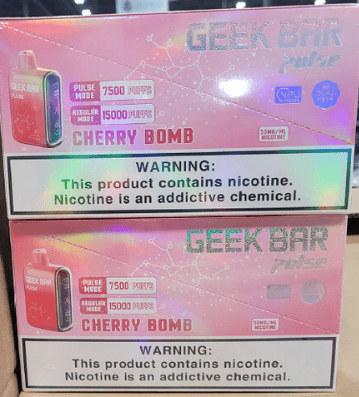 GEEK BAR
pulse
GEEK BAR
PULSE
PULSE MODE 7500 PUFFS
REGULAR MODE 15000 PUFFS
CHERRY BOMB
50MG/ML
NICOTINE
WARNING:
This product contains nicotine.
Nicotine is an addictive chemical.
GEEK BAR
pulse
GEEK BAR
PULSE MODE 7500 PUFFS
REGULAR MODE 15000 PUFFS
CHERRY BOMB
50MG/ML
NICOTINE
WARNING:
This product contains nicotine.
Nicotine is an addictive chemical.